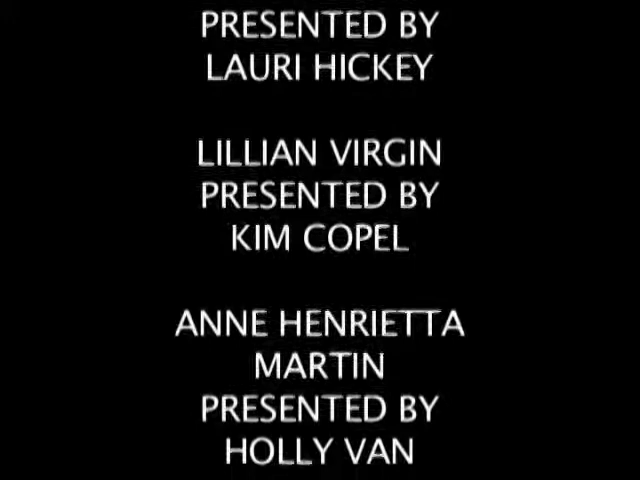 PRESENTED BY
LAURI HICKEY
LILLIAN VIRGIN
PRESENTED BY
KIM COPEL
ANNE HENRIETTA
MARTIN
PRESENTED BY
HOLLY VAN